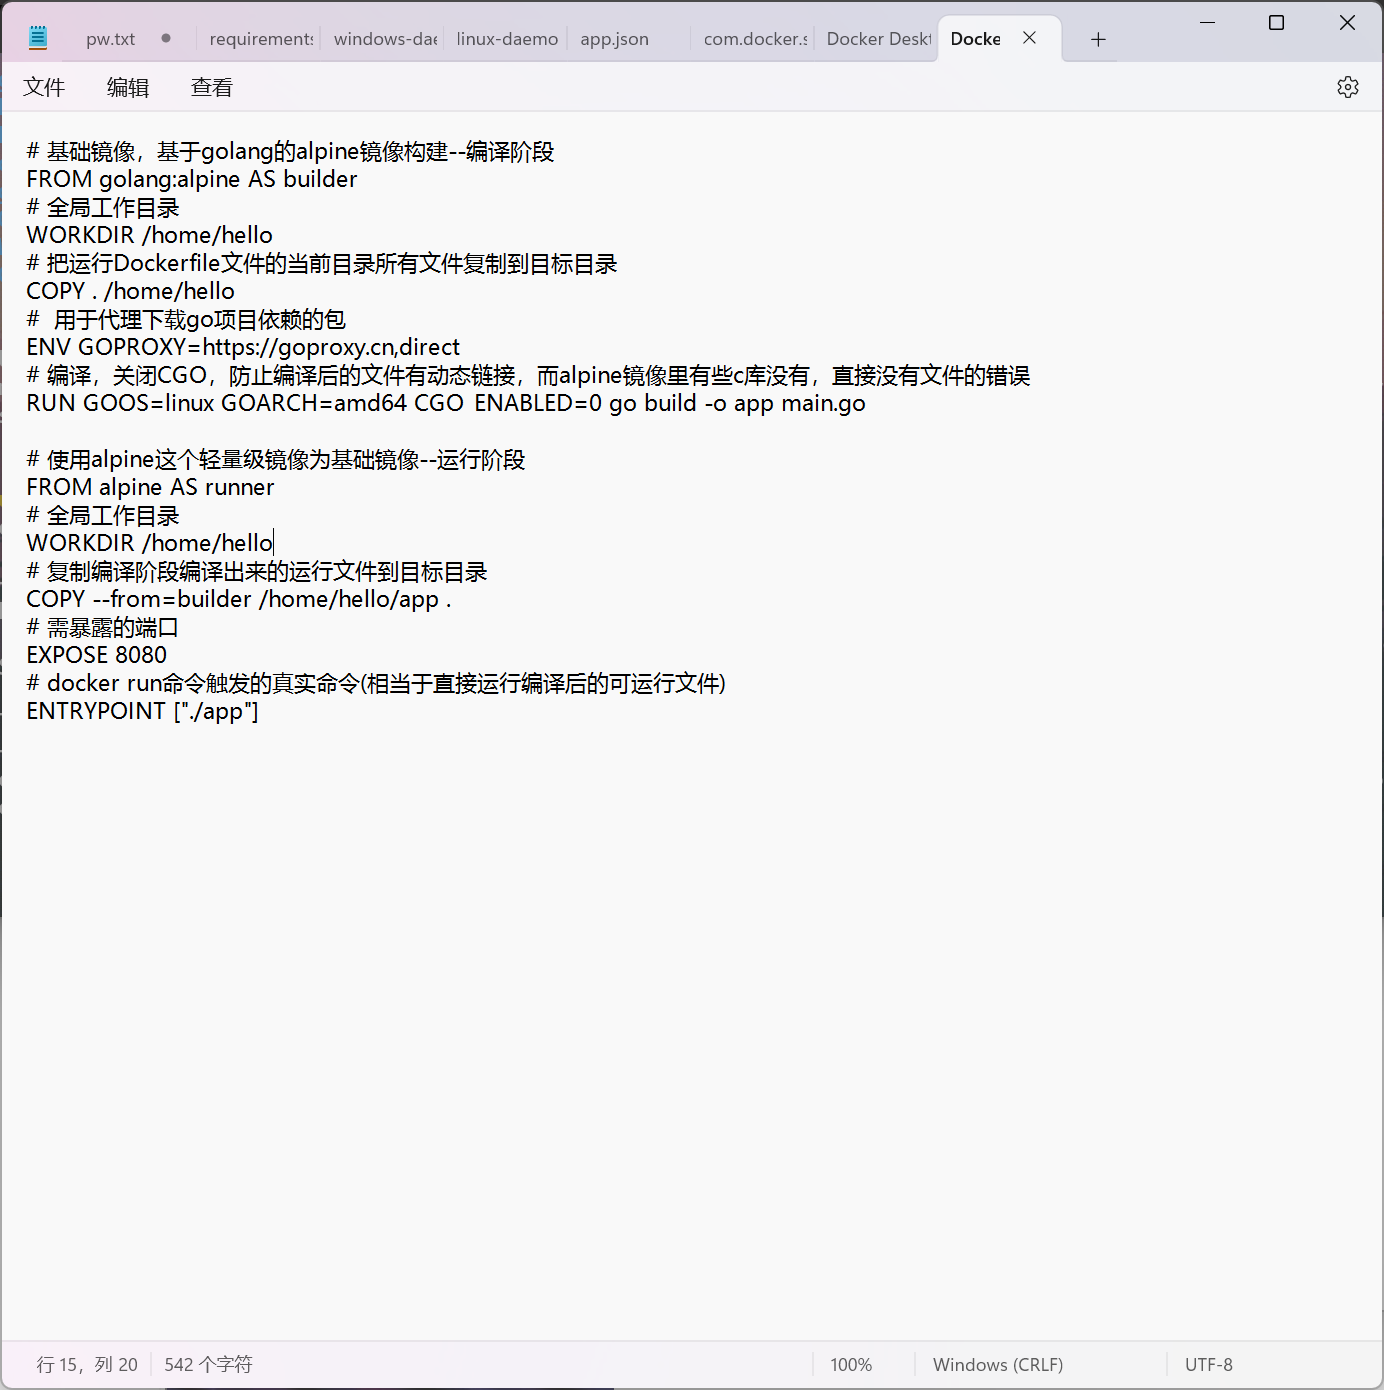 pw.txt
requirements
windows-dae
linux-daemo
app.json
com.docker.s
Docker Deskt
Docke
文件 编辑 查看
# 基础镜像，基于golang的alpine镜像构建--编译阶段
FROM golang:alpine AS builder
# 全局工作目录
WORKDIR /home/hello
# 把运行Dockerfile文件的当前目录所有文件复制到目标目录
COPY . /home/hello
#  用于代理下载go项目依赖的包
ENV GOPROXY=https://goproxy.cn,direct
# 编译，关闭CGO，防止编译后的文件有动态链接，而alpine镜像里有些c库没有，直接没有文件的错误
RUN GOOS=linux GOARCH=amd64 CGO ENABLED=0 go build -o app main.go
# 使用alpine这个轻量级镜像为基础镜像--运行阶段
FROM alpine AS runner
# 全局工作目录
WORKDIR /home/hello
# 复制编译阶段编译出来的运行文件到目标目录
COPY --from=builder /home/hello/app .
# 需暴露的端口
EXPOSE 8080
# docker run命令触发的真实命令(相当于直接运行编译后的可运行文件)
ENTRYPOINT ["./app"]
行 15，列 20
542 个字符
100%
Windows (CRLF)
UTF-8